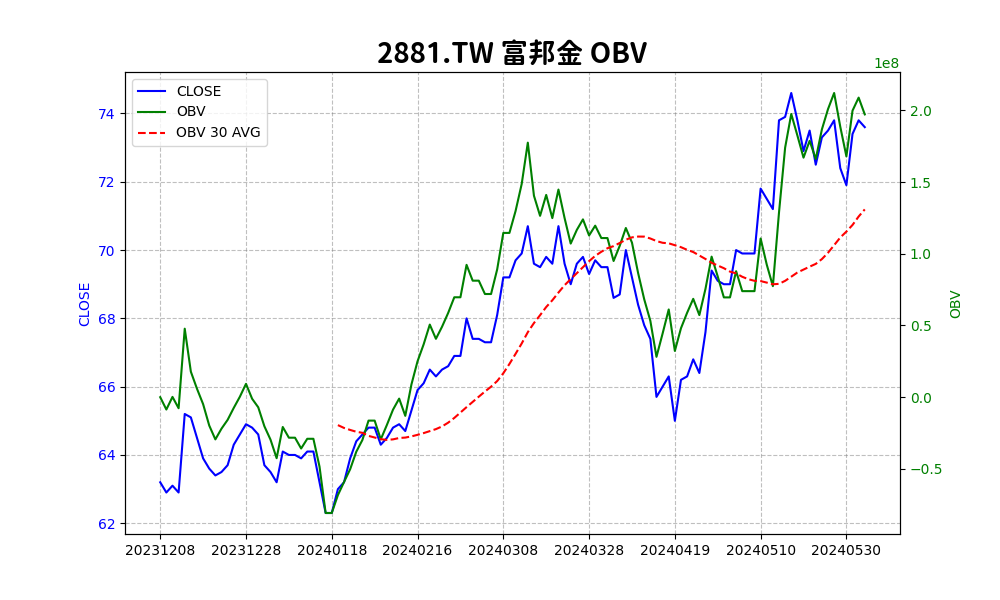 2881.TW 富邦金 OBV
1e8
CLOSE
OBV
OBV 30 AVG
74
72
70
68
66
64
62
CLOSE
2.0
1.5
1.0
0.5
0.0
−0.5
OBV
20231208 20231228 20240118 20240216 20240308 20240328 20240419 20240510 20240530